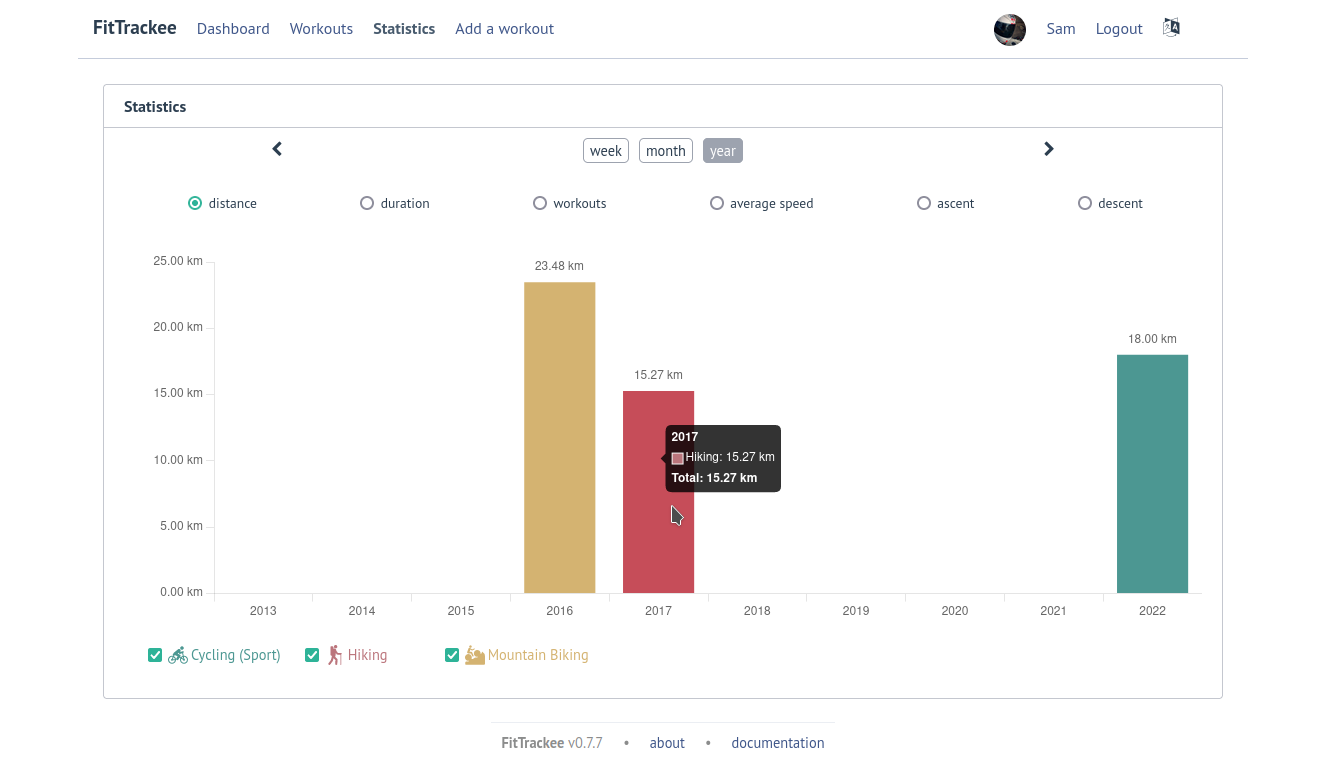 FitTrackee Dashboard Workouts Statistics Add a workout Sam Logout
Statistics
week month year
distance duration workouts average speed ascent descent
25.00 km
20.00 km
15.00 km
10.00 km
5.00 km
0.00 km
23.48 km
15.27 km
18.00 km
2017
Hiking: 15.27 km
Total: 15.27 km
2013 2014 2015 2016 2017 2018 2019 2020 2021 2022
Cycling (Sport) Hiking Mountain Biking
FitTrackee v0.7.7 • about • documentation